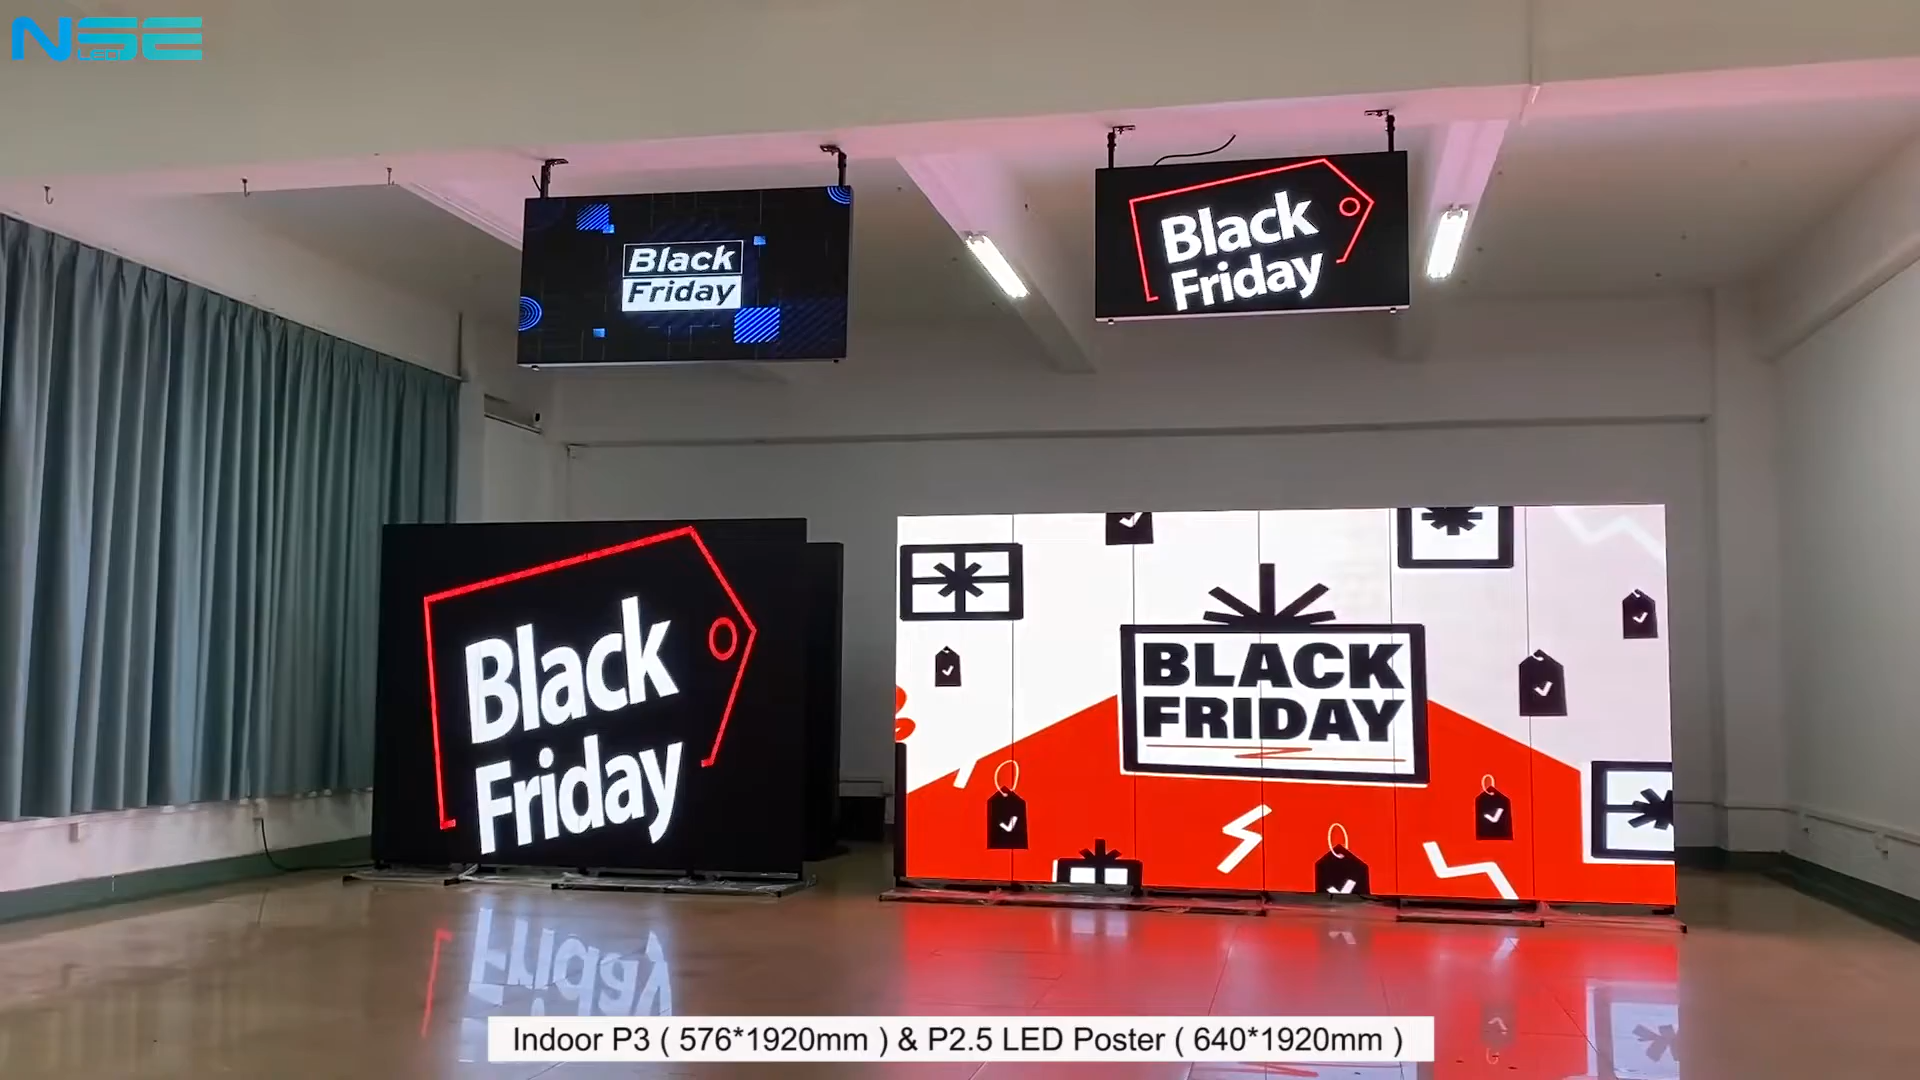 NSE
LED
Black
Friday
Black
Friday
Black
Friday
BLACK
FRIDAY
Indoor P3 ( 576*1920mm ) & P2.5 LED Poster ( 640*1920mm )